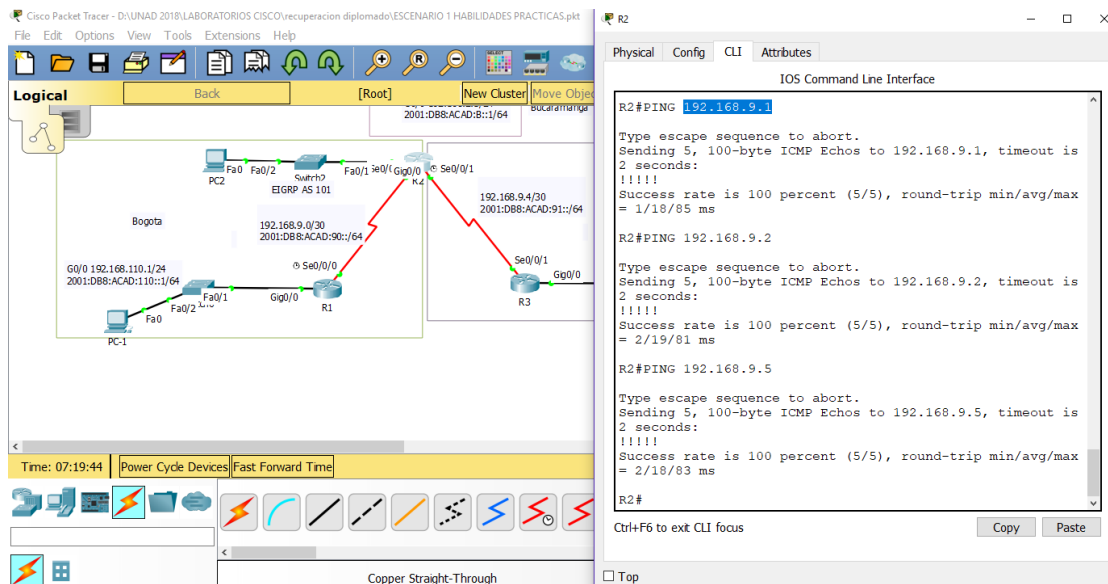 Cisco Packet Tracer - D:\UNAD 2018\LABORATORIOS CISCO\recuperacion diplomado\ESCENARIO 1 HABILIDADES PRACTICAS.pkt
File Edit Options View Tools Extensions Help
Logical
Back
[Root]
New Cluster
Move Objec
Bucaramanga
2001:DB8:ACAD:B::1/64
PC2
Fa0
Fa0/2
Switch2
Fa0/1
Se0/0/
Gig0/0
R2
Se0/0/1
EIGRP AS 101
Bogota
192.168.9.0/30
2001:DB8:ACAD:90::/64
192.168.9.4/30
2001:DB8:ACAD:91::/64
G0/0 192.168.110.1/24
2001:DB8:ACAD:110::1/64
Se0/0/0
Fa0/1
Gig0/0
R1
Fa0/2
Fa0
PC-1
Se0/0/1
Gig0/0
R3
Time: 07:19:44
Power Cycle Devices
Fast Forward Time
Copper Straight-Through
R2
Physical Config CLI Attributes
IOS Command Line Interface
R2#PING 192.168.9.1
Type escape sequence to abort.
Sending 5, 100-byte ICMP Echos to 192.168.9.1, timeout is
2 seconds:
!!!!!
Success rate is 100 percent (5/5), round-trip min/avg/max
= 1/18/85 ms
R2#PING 192.168.9.2
Type escape sequence to abort.
Sending 5, 100-byte ICMP Echos to 192.168.9.2, timeout is
2 seconds:
!!!!!
Success rate is 100 percent (5/5), round-trip min/avg/max
= 2/19/81 ms
R2#PING 192.168.9.5
Type escape sequence to abort.
Sending 5, 100-byte ICMP Echos to 192.168.9.5, timeout is
2 seconds:
!!!!!
Success rate is 100 percent (5/5), round-trip min/avg/max
= 2/18/83 ms
R2#
Ctrl+F6 to exit CLI focus
Copy
Paste
Top